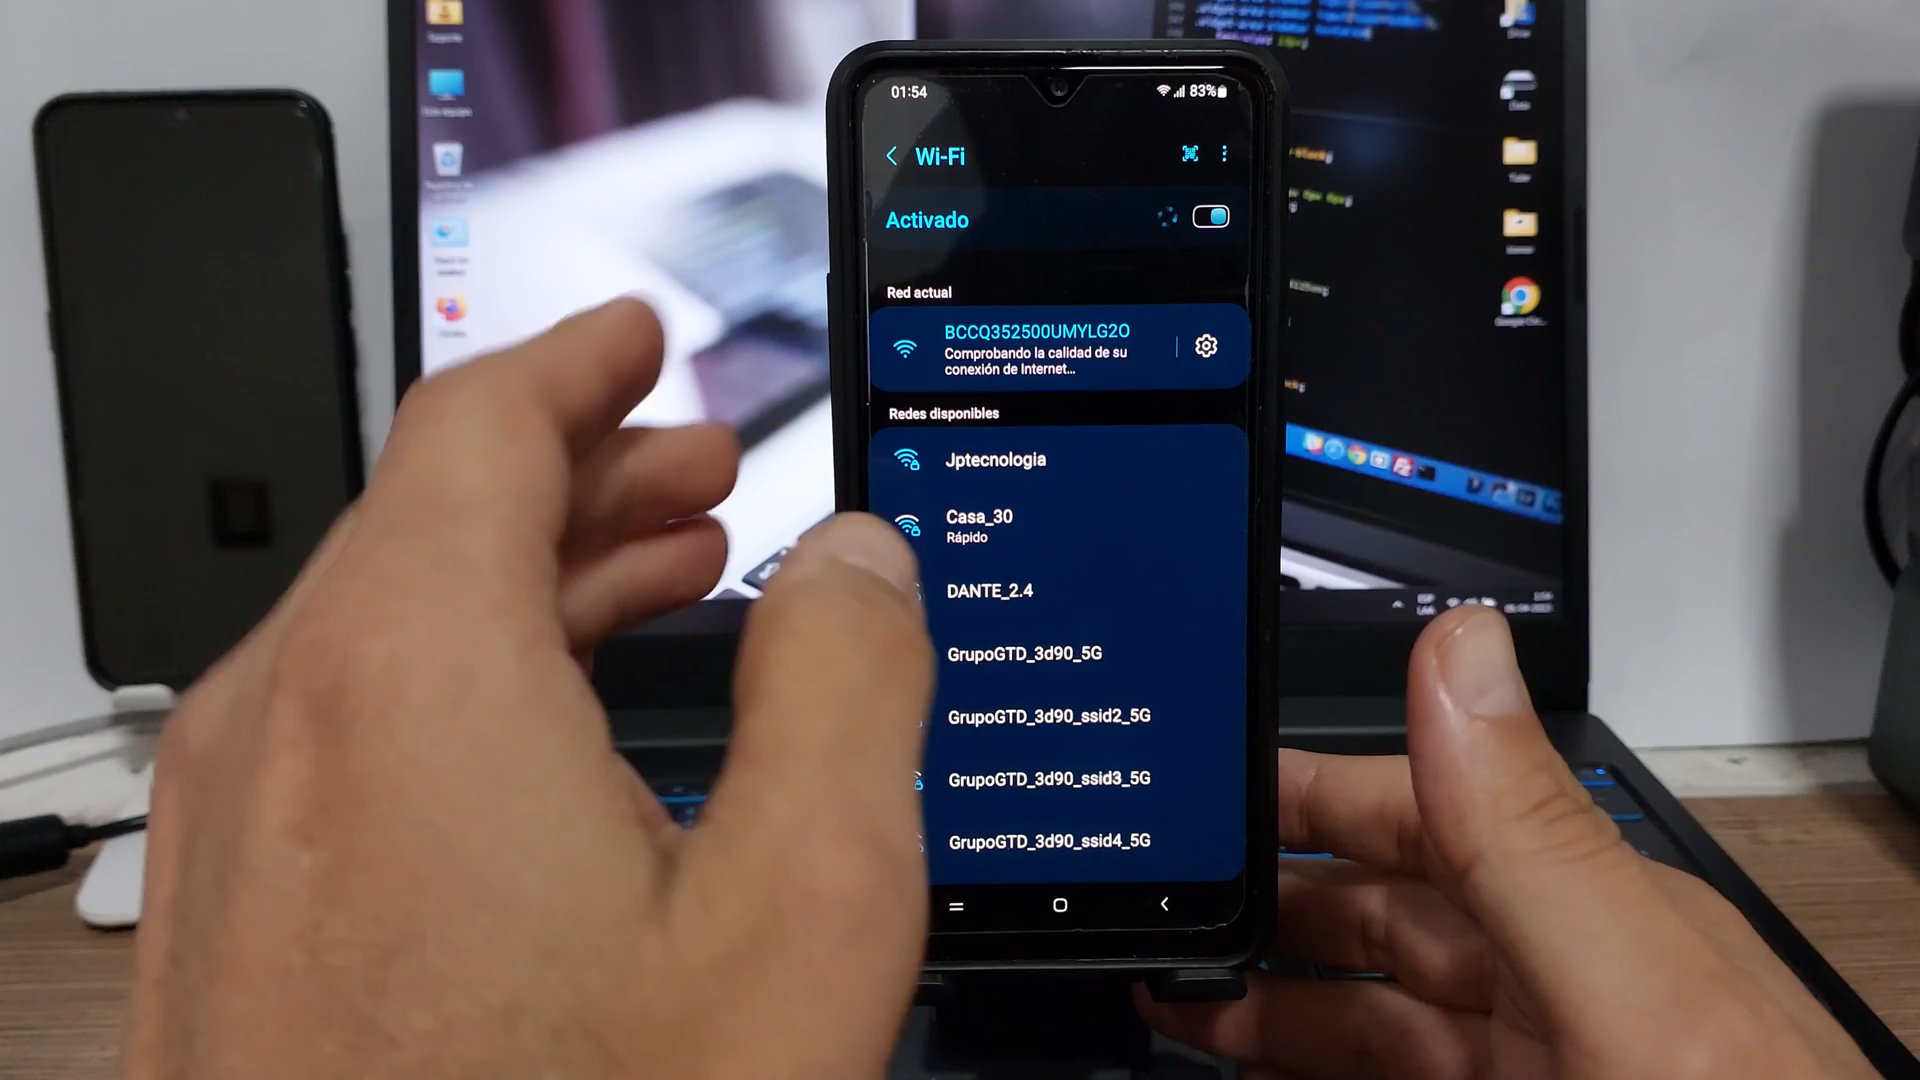 01:54
83%
Wi-Fi
Activado
Red actual
BCCQ352500UMYLG2O
Comprobando la calidad de su
conexión de Internet...
Redes disponibles
Jptecnologia
Casa_30
Rápido
DANTE_2.4
GrupoGTD_3d90_5G
GrupoGTD_3d90_ssid2_5G
GrupoGTD_3d90_ssid3_5G
GrupoGTD_3d90_ssid4_5G